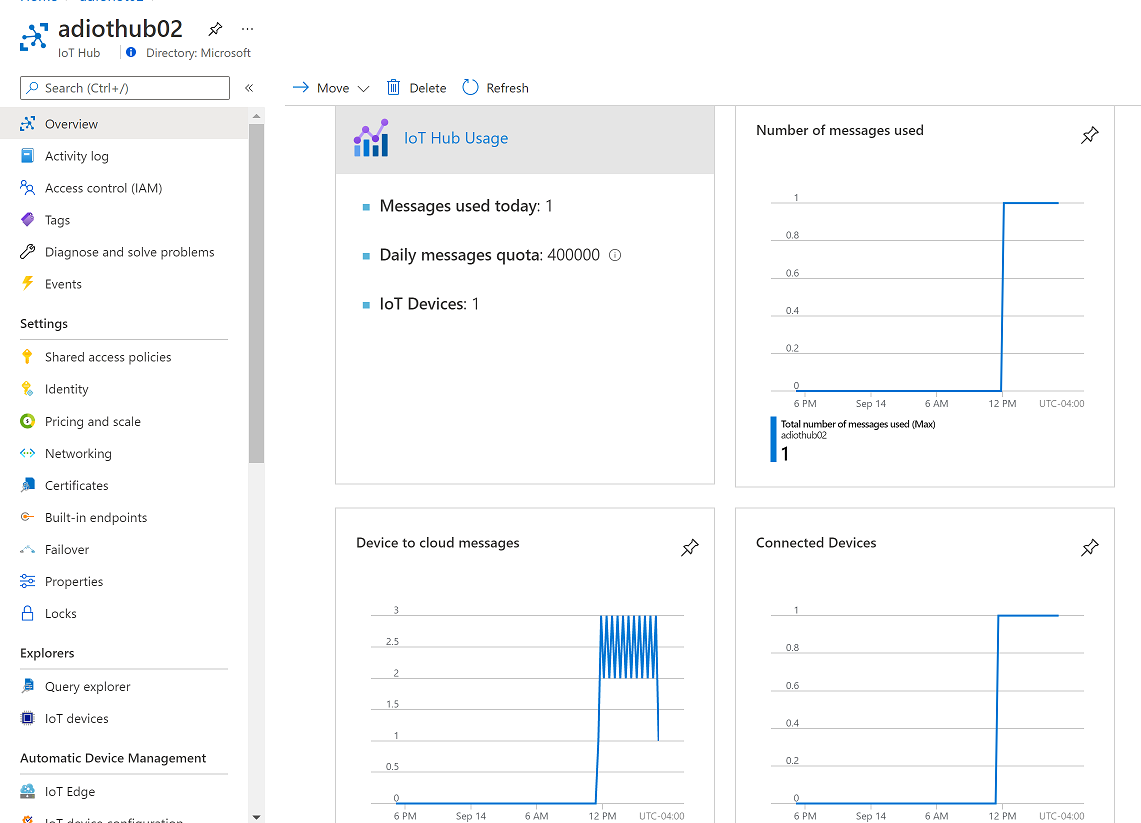 adiothub02
IoT Hub
Directory: Microsoft
Search (Ctrl+/)
«
Move
Delete
Refresh
Overview
Activity log
Access control (IAM)
Tags
Diagnose and solve problems
Events
Settings
Shared access policies
Identity
Pricing and scale
Networking
Certificates
Built-in endpoints
Failover
Properties
Locks
Explorers
Query explorer
IoT devices
Automatic Device Management
IoT Edge
IoT device configuration
IoT Hub Usage
Messages used today: 1
Daily messages quota: 400000
IoT Devices: 1
Number of messages used
1
0.8
0.6
0.4
0.2
0
6 PM Sep 14 6 AM 12 PM UTC-04:00
Total number of messages used (Max)
adiothub02
1
Device to cloud messages
3
2.5
2
1.5
1
0.5
0
6 PM Sep 14 6 AM 12 PM UTC-04:00
Connected Devices
1
0.8
0.6
0.4
0.2
0
6 PM Sep 14 6 AM 12 PM UTC-04:00